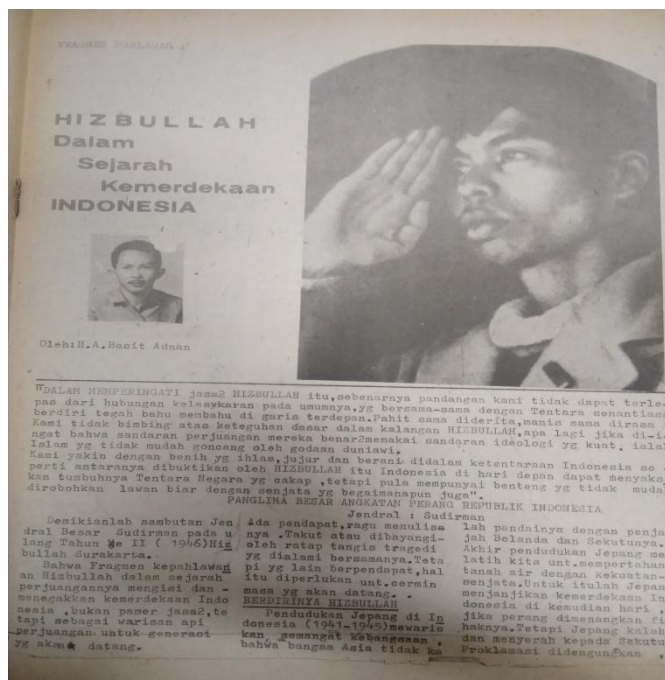 FRAGMEN PAHLAWAN 1
HIZBULLAH
Dalam
Sejarah
Kemerdekaan
INDONESIA
Oleh:H.A.Basit Adnan
"DALAM MEMPERINGATI jasa2 HIZBULLAH itu,sebenarnya pandangan kami tidak dapat terle-
pas dari hubungan kelasykaran pada umumnya,yg bersama-sama dengan Tentara senantias
berdiri tegah bahu membahu di garis terdepan.Pahit sama diderita,manis sama dirasa
Kami tidak bimbing atas keteguhan dasar dalam kalangan HIZBULLAH,apa lagi jika di-i
ngat bahwa sandaran perjuangan mereka benar2memakai sandaran ideologi yg kuat, iala
Islam yg tidak mudah goncang oleh godaan duniawi.
Kami yakin dengan benih yg ihlam,jujur dan berani didalam ketentaraan Indonesia se
perti antaranya dibuktikan oleh HIZBULLAH itu Indonesia di hari depan dapat menyaks
kan tumbuhnya Tentara Negara yg cakap ,tetapi pula mempunyai benteng yg tidak muda
dirobohkan lawan biar dengan senjata yg begaimanapun juga".
PANGLIMA BESAR ANGKATAN PERANG REPUBLIK INDONESIA
Jendral : Sudirman
Demikianlah sambutan Jen
dral Besar Sudirman pada u
lang Tahun ke II ( 1946)Hiz
bullah Surakarta.
Bahwa Fragmen kepahlawan
an Hizbullah dalam sejarah
perjuangannya mengisi dan -
menegakkan kemerdekaan Indo
nesia ,bukan pamer jasa2,te
tapi sebagai warisan api
perjuangan untuk generasi
yg akan datang.
Ada pendapat,ragu menulisa
nya .Takut atau dibayangi-
oleh ratap tangis tragedi
yg dialami bersamanya.Teta
pi yg lain berpendapat,hal
itu diperlukan unt.cermin
masa yg akan datang. .
BERDIRINYA HIZBULLAH
Pendudukan Jepang di In
donesia (1941-1945)mewaris
kan semangat kebangsaan ,
bahwa bangsa Asia tidak ka
lah pandainya dengan penja
jah Belanda dan Sekutunya.
Akhir pendudukan Jepang me
latih kita unt.mempertahan
tanah air dengan kekuatan-
senjata.Untuk itulah Jepan
menjanjikan kemerdekaan In
donesia di kemudian hari ,
jika perang dimenangkan fi
haknya.Tetapi Jepang kalah
dan menyerah kepada Sekutu
Proklamasi didengungkan ,